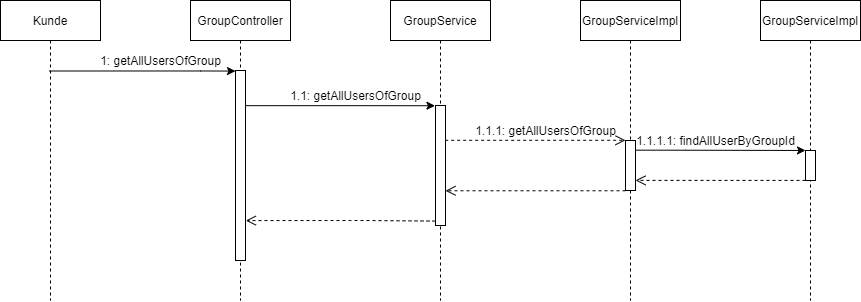 Kunde
GroupController
GroupService
GroupServiceImpl
GroupServiceImpl
1: getAllUsersOfGroup
1.1: getAllUsersOfGroup
1.1.1: getAllUsersOfGroup
1.1.1.1: findAllUserByGroupId